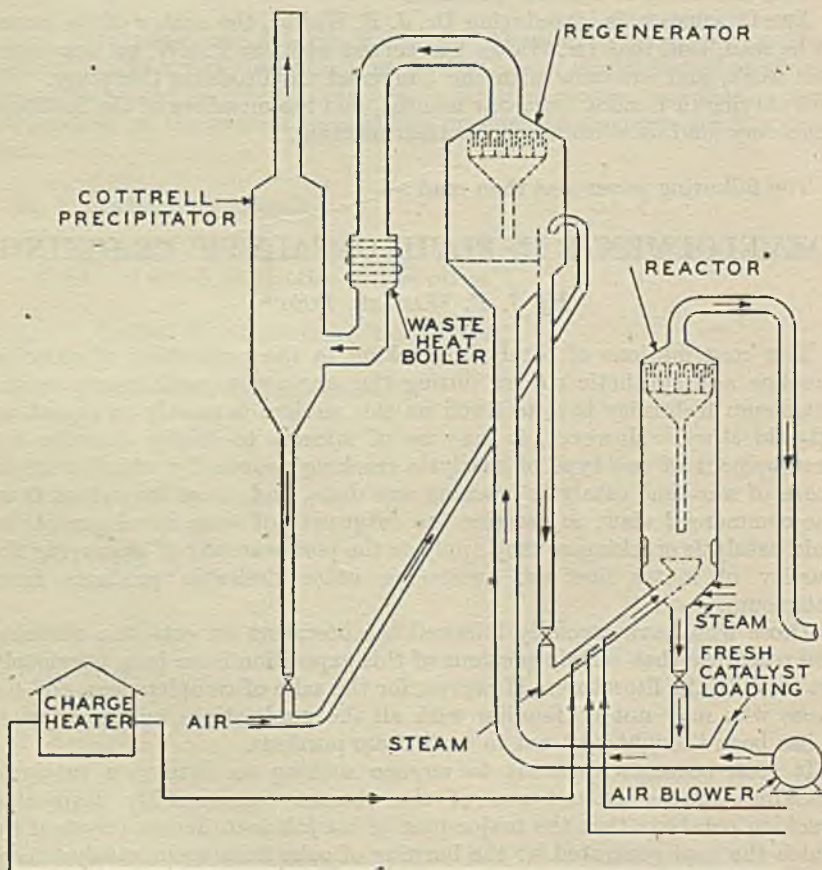 REGENERATOR
COTTRELL
PRECIPITATOR
REACTOR
WASTE
HEAT
BOILER
STEAM
FRESH
CATALYST
LOADING
CHARGE
HEATER
AIR
STEAM
AIR BLOWER